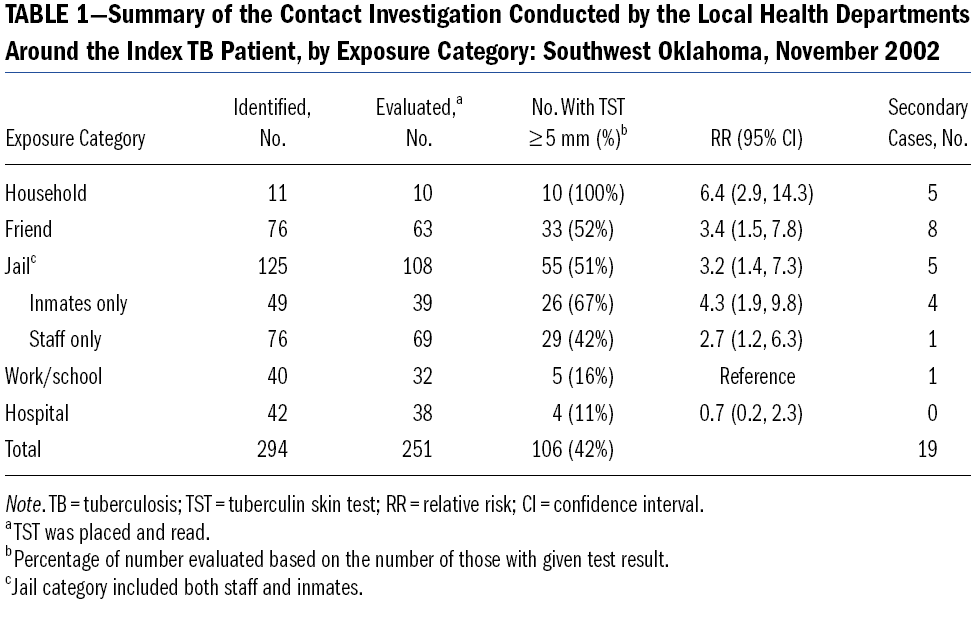 TABLE 1—Summary of the Contact Investigation Conducted by the Local Health Departments
Around the Index TB Patient, by Exposure Category: Southwest Oklahoma, November 2002
Exposure Category Identified, No. Evaluated,a No. No. With TST ≥5 mm (%)b RR (95% CI) Secondary Cases, No.
Household 11 10 10 (100%) 6.4 (2.9, 14.3) 5
Friend 76 63 33 (52%) 3.4 (1.5, 7.8) 8
Jailc 125 108 55 (51%) 3.2 (1.4, 7.3) 5
Inmates only 49 39 26 (67%) 4.3 (1.9, 9.8) 4
Staff only 76 69 29 (42%) 2.7 (1.2, 6.3) 1
Work/school 40 32 5 (16%) Reference 1
Hospital 42 38 4 (11%) 0.7 (0.2, 2.3) 0
Total 294 251 106 (42%) 19
Note. TB = tuberculosis; TST = tuberculin skin test; RR = relative risk; CI = confidence interval.
aTST was placed and read.
bPercentage of number evaluated based on the number of those with given test result.
cJail category included both staff and inmates.